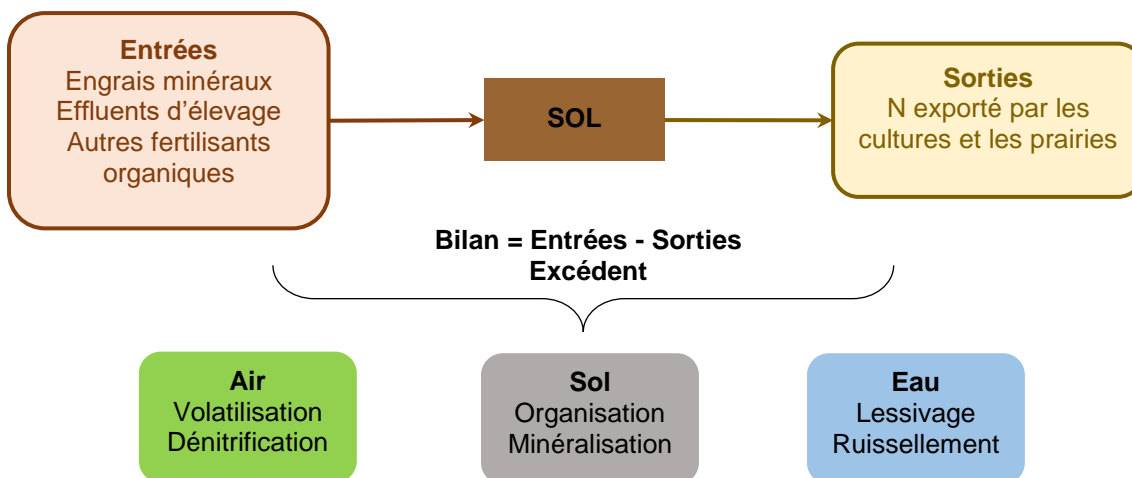 Entrées
Engrais minéraux
Effluents d’élevage
Autres fertilisants
organiques
SOL
Sorties
N exporté par les
cultures et les prairies
Bilan = Entrées - Sorties
Excédent
Air
Volatilisation
Dénitrification
Sol
Organisation
Minéralisation
Eau
Lessivage
Ruissellement